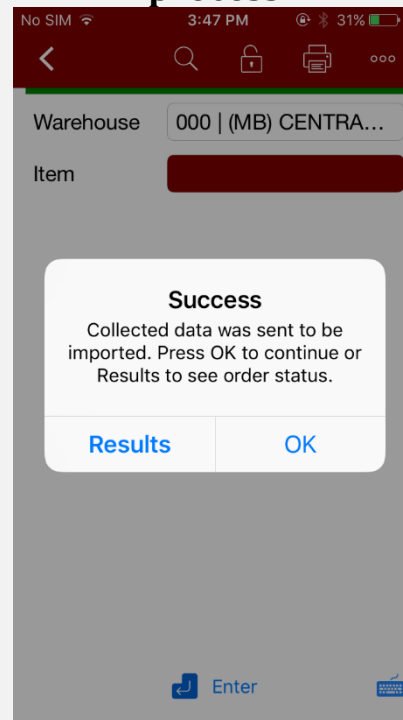 process
No SIM 3:47 PM 31%
Warehouse 000 | (MB) CENTRA...
Item
Success
Collected data was sent to be
imported. Press OK to continue or
Results to see order status.
Results OK
Enter